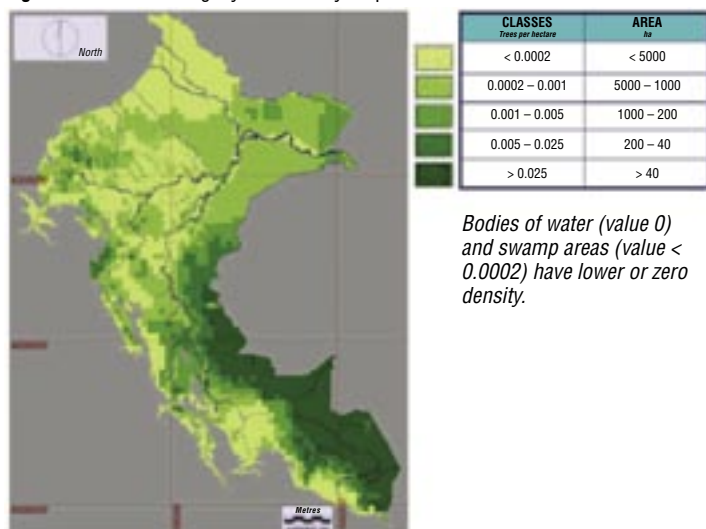 North
CLASSES
Trees per hectare
AREA
ha
< 0.0002
< 5000
0.0002 – 0.001
5000 – 1000
0.001 – 0.005
1000 – 200
0.005 – 0.025
200 – 40
> 0.025
> 40
Bodies of water (value 0)
and swamp areas (value <
0.0002) have lower or zero
density.
Metres